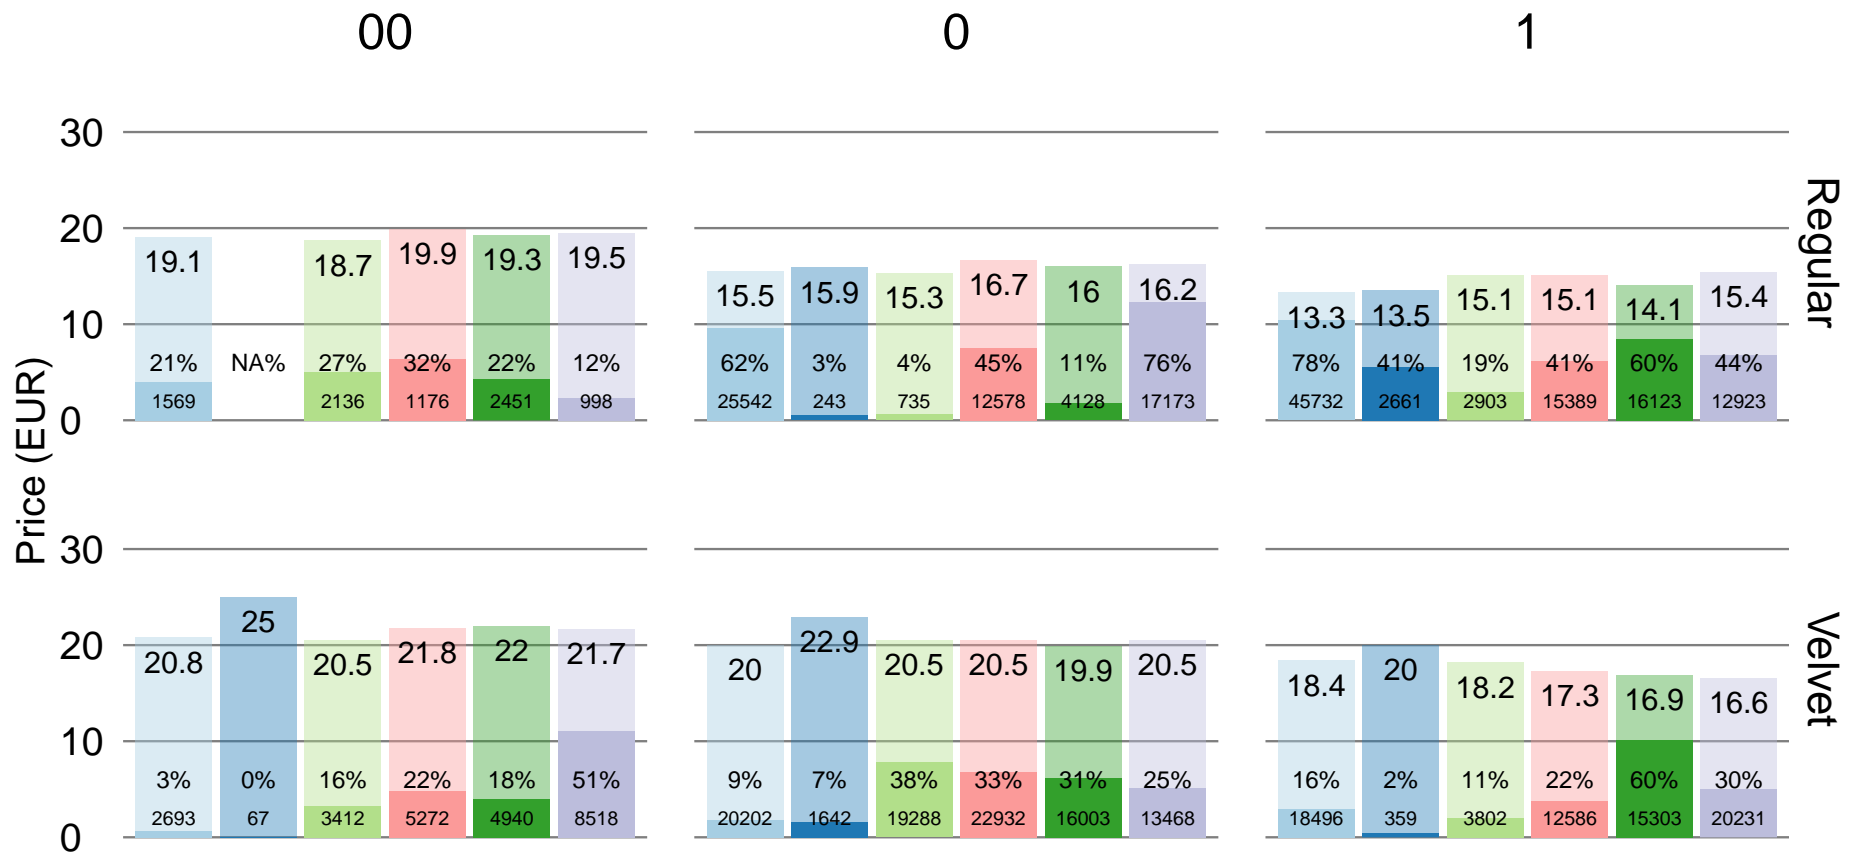 00 0 1
30
20
10
0
19.1 18.7 19.9 19.3 19.5
21% NA% 27% 32% 22% 12%
1569 2136 1176 2451 998
15.5 15.9 15.3 16.7 16 16.2
62% 3% 4% 45% 11% 76%
25542 243 735 12578 4128 17173
13.3 13.5 15.1 15.1 14.1 15.4
78% 41% 19% 41% 60% 44%
45732 2661 2903 15389 16123 12923
Regular
Price (EUR)
30
20
10
0
20.8 25 20.5 21.8 22 21.7
3% 0% 16% 22% 18% 51%
2693 67 3412 5272 4940 8518
20 22.9 20.5 20.5 19.9 20.5
9% 7% 38% 33% 31% 25%
20202 1642 19288 22932 16003 13468
18.4 20 18.2 17.3 16.9 16.6
16% 2% 11% 22% 60% 30%
18496 359 3802 12586 15303 20231
Velvet